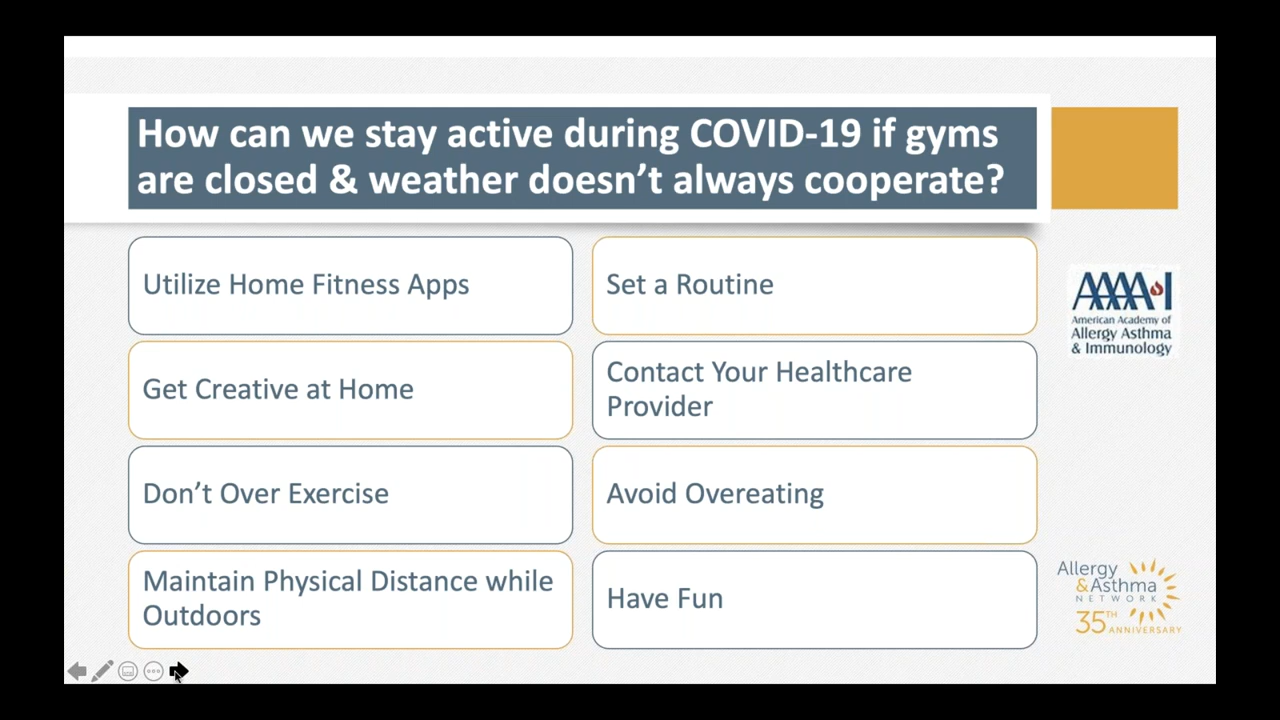 How can we stay active during COVID-19 if gyms
are closed & weather doesn’t always cooperate?
Utilize Home Fitness Apps
Set a Routine
Get Creative at Home
Contact Your Healthcare
Provider
Don’t Over Exercise
Avoid Overeating
Maintain Physical Distance while
Outdoors
Have Fun
AAAAI
American Academy of
Allergy Asthma
& Immunology
Allergy
&Asthma
NETWORK
35TH
ANNIVERSARY